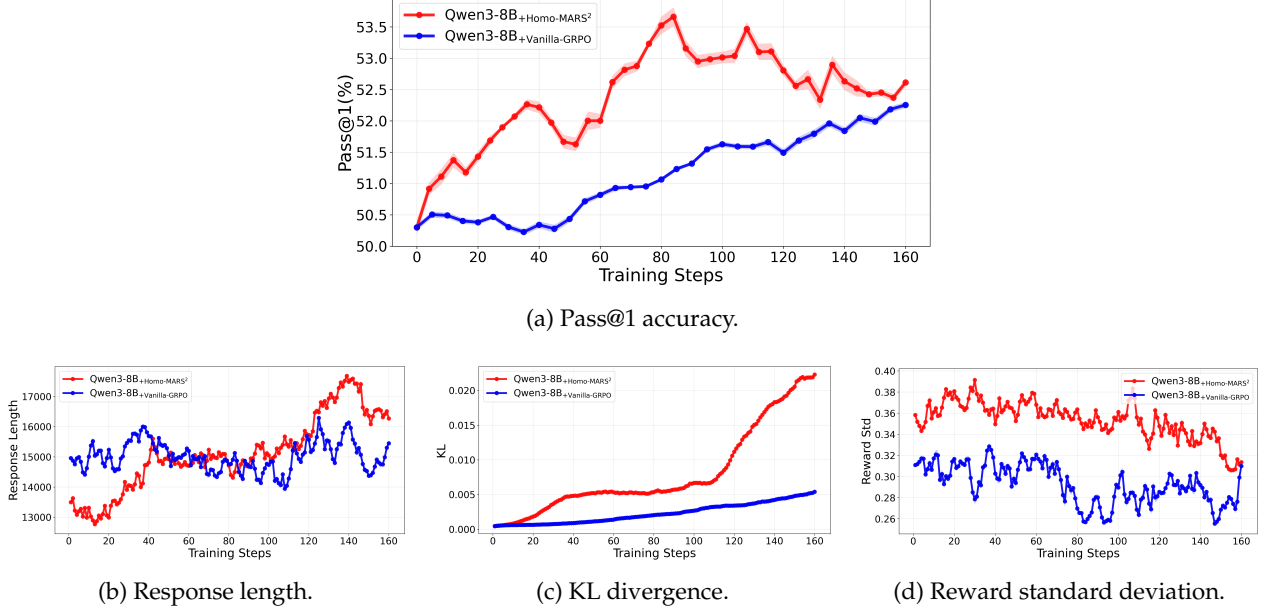 53.5
53.0
52.5
52.0
51.5
51.0
50.5
50.0
Pass@1(%)
Qwen3-8B+Homo-MARS²
Qwen3-8B+Vanilla-GRPO
0 20 40 60 80 100 120 140 160
Training Steps
(a) Pass@1 accuracy.
17000
16000
15000
14000
13000
Response Length
Qwen3-8B+Homo-MARS²
Qwen3-8B+Vanilla-GRPO
0 20 40 60 80 100 120 140 160
Training Steps
(b) Response length.
0.020
0.015
0.010
0.005
0.000
KL
Qwen3-8B+Homo-MARS²
Qwen3-8B+Vanilla-GRPO
0 20 40 60 80 100 120 140 160
Training Steps
(c) KL divergence.
0.40
0.38
0.36
0.34
0.32
0.30
0.28
0.26
Reward Std
Qwen3-8B+Homo-MARS²
Qwen3-8B+Vanilla-GRPO
0 20 40 60 80 100 120 140 160
Training Steps
(d) Reward standard deviation.